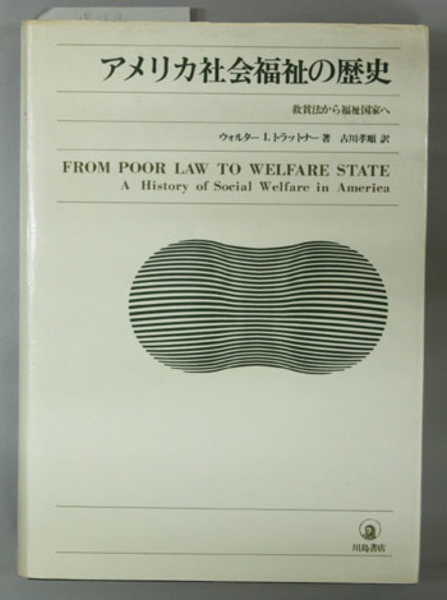 アメリカ社会福祉の歴史
救貧法から福祉国家へ
ウォルター I. トラットナー 著 古川孝順 訳
FROM POOR LAW TO WELFARE STATE
A History of Social Welfare in America
川島書店